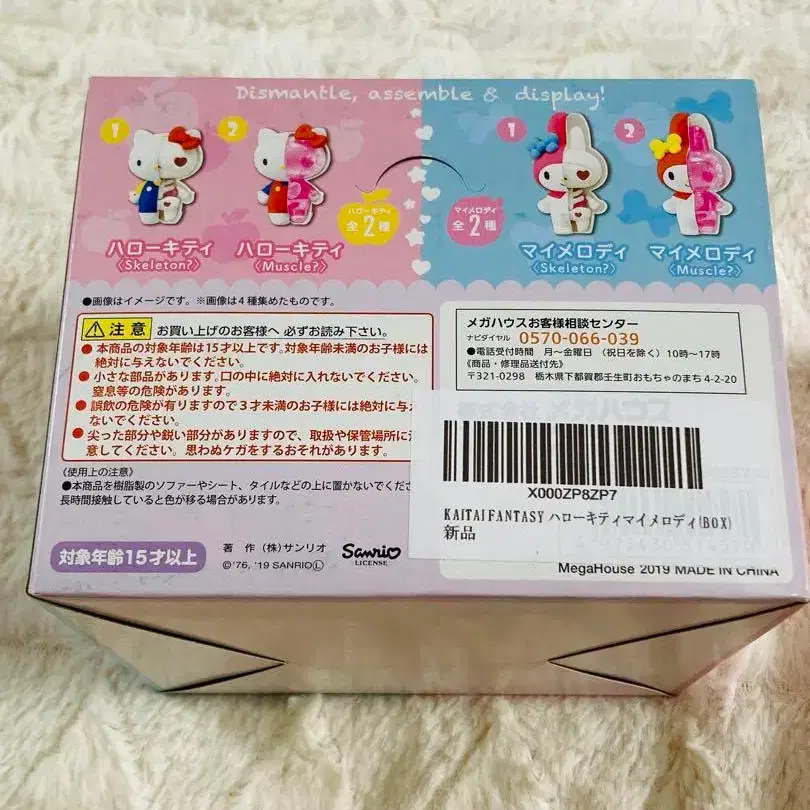 Dismantle, assemble & display!
1
2
1
2
ハローキティ
〈Skeleton?〉
ハローキティ
〈Muscle?〉
ハローキティ
全2種
マイメロディ
全2種
マイメロディ
〈Skeleton?〉
マイメロディ
〈Muscle?〉
●画像はイメージです。※画像は4種集めたものです。
注意 お買い上げのお客様へ 必ずお読み下さい。
●本商品の対象年齢は15才以上です。対象年齢未満のお子様には
絶対に与えないでください。
●小さな部品があります。口の中に絶対に入れないでください。
窒息等の危険があります。
●誤飲の危険が有りますので3才未満のお子様には絶対に与え
ないでください。
●尖った部分や鋭い部分がありますので、取扱や保管場所に
意してください。思わぬケガをするおそれがあります。
〈使用上の注意〉
●本商品を樹脂製のソファーやシート、タイルなどの上に置かないでくださ
長時間接触していると色が移る場合があります。
対象年齢15才以上
著作 (株)サンリオ
©'76, '19 SANRIO Ⓛ
Sanrio
LICENSE
メガハウスお客様相談センター
ナビダイヤル 0570-066-039
●電話受付時間 月〜金曜日 (祝日を除く) 10時〜17時
《商品・修理品送付先》
〒321-0298 栃木県下都賀郡壬生町おもちゃのまち4-2-20
X000ZP8ZP7
KAITAIFANTASY ハローキティマイメロディ(BOX)
新品
MegaHouse 2019 MADE IN CHINA